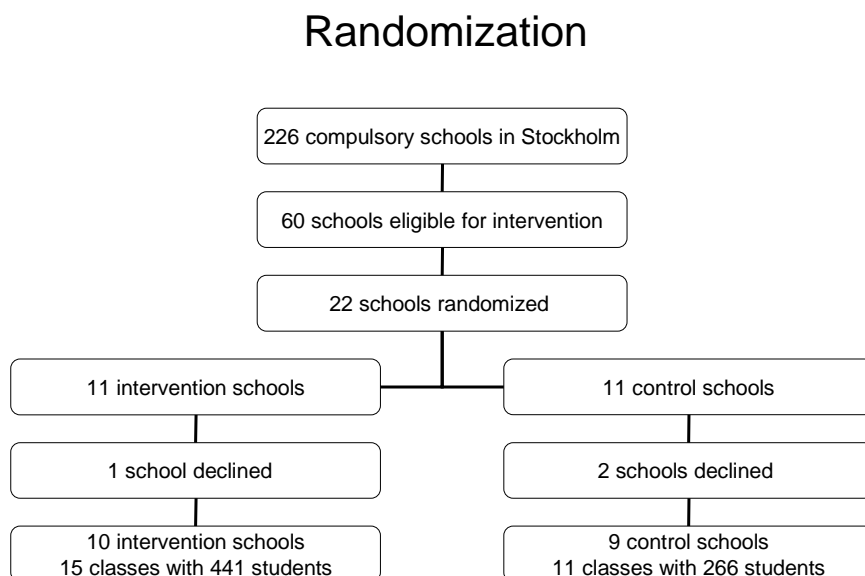 Randomization
226 compulsory schools in Stockholm
60 schools eligible for intervention
22 schools randomized
11 intervention schools
11 control schools
1 school declined
2 schools declined
10 intervention schools
15 classes with 441 students
9 control schools
11 classes with 266 students